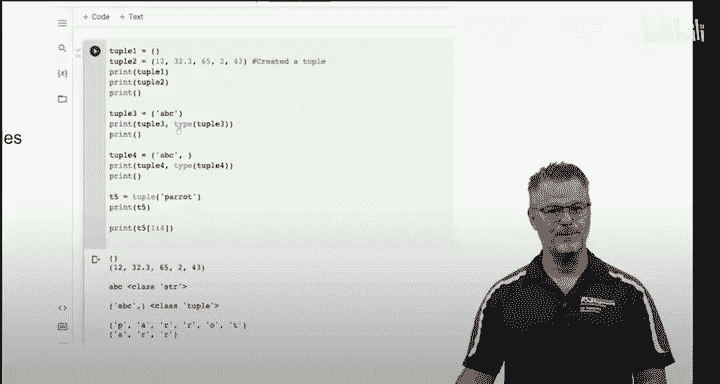 + Code + Text
tuple1 = ()
tuple2 = (12, 32.3, 65, 2, 43) #Created a tuple
print(tuple1)
print(tuple2)
print()
es
tuple3 = ('abc')
print(tuple3, type(tuple3))
print()
tuple4 = ('abc', )
print(tuple4, type(tuple4))
print()
t5 = tuple('parrot')
print(t5)
print(t5[1:4])
()
(12, 32.3, 65, 2, 43)
abc <class 'str'>
('abc',) <class 'tuple'>
('p', 'a', 'r', 'r', 'o', 't')
('a', 'r', 'r')